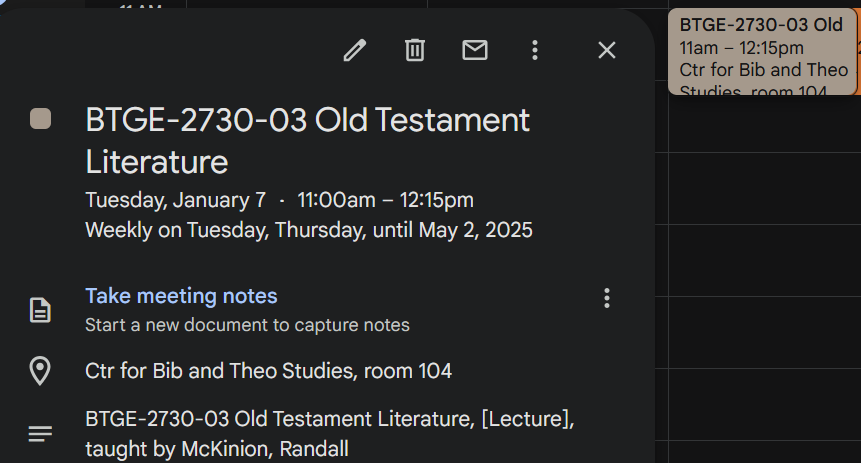 11 AM
BTGE-2730-03 Old
11am – 12:15pm
Ctr for Bib and Theo
Studies, room 104
BTGE-2730-03 Old Testament
Literature
Tuesday, January 7 · 11:00am – 12:15pm
Weekly on Tuesday, Thursday, until May 2, 2025
Take meeting notes
Start a new document to capture notes
Ctr for Bib and Theo Studies, room 104
BTGE-2730-03 Old Testament Literature, [Lecture],
taught by McKinion, Randall